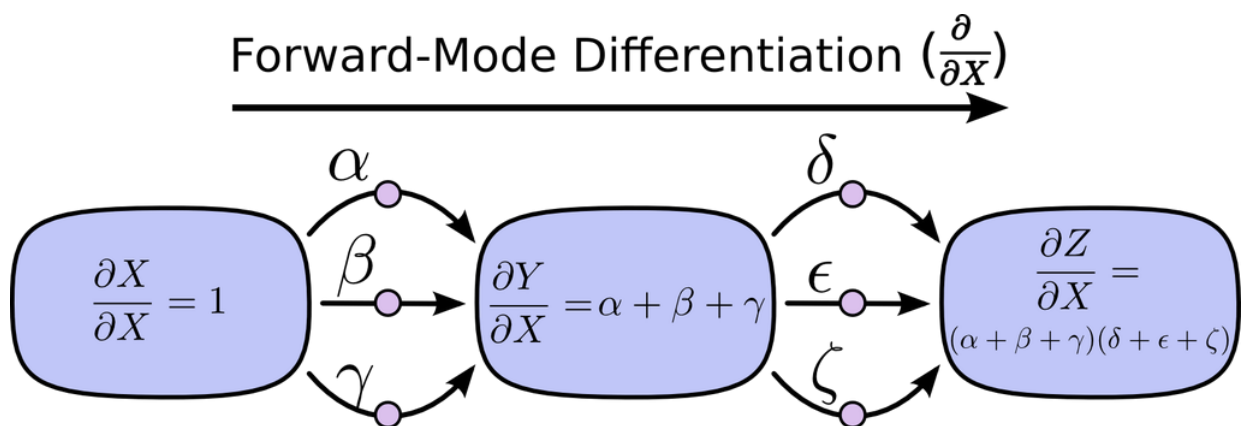 Forward-Mode Differentiation (∂/∂X)
α
δ
β
ϵ
γ
ζ
∂X/∂X = 1
∂Y/∂X = α + β + γ
∂Z/∂X =
(α + β + γ)(δ + ϵ + ζ)